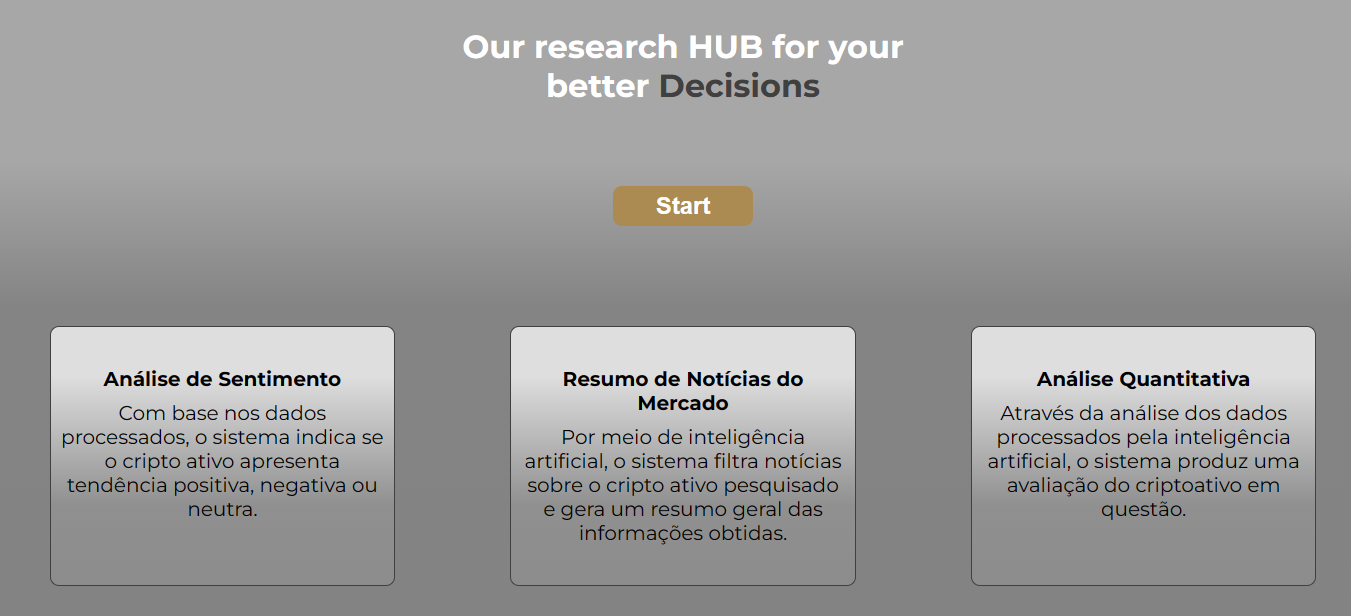 Our research HUB for your
better Decisions
Start
Análise de Sentimento
Com base nos dados
processados, o sistema indica se
o cripto ativo apresenta
tendência positiva, negativa ou
neutra.
Resumo de Notícias do
Mercado
Por meio de inteligência
artificial, o sistema filtra notícias
sobre o cripto ativo pesquisado
e gera um resumo geral das
informações obtidas.
Análise Quantitativa
Através da análise dos dados
processados pela inteligência
artificial, o sistema produz uma
avaliação do criptoativo em
questão.